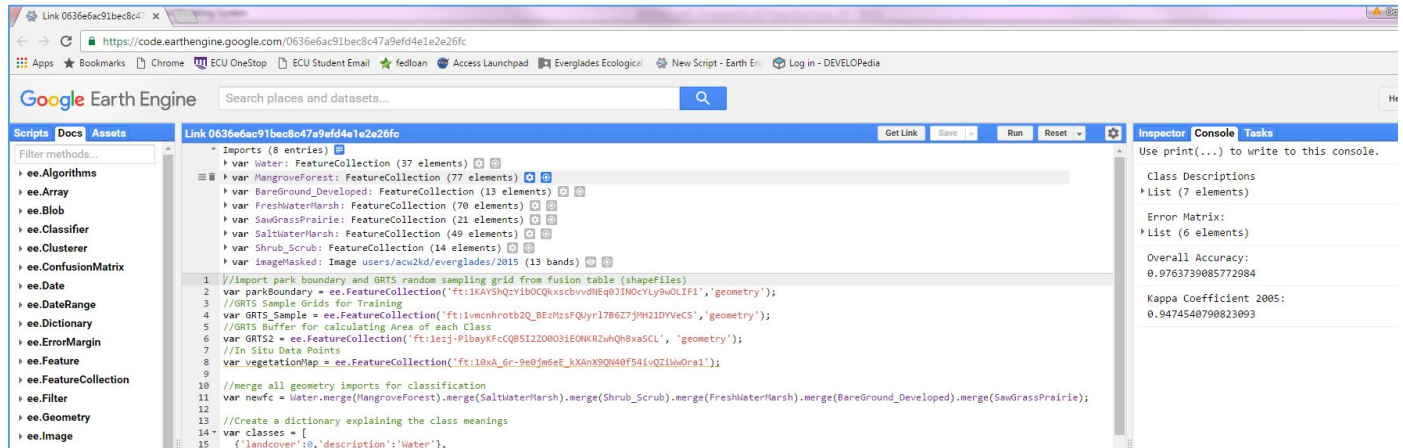 Link 0636e6ac91bec8c47
https://code.earthengine.google.com/0636e6ac91bec8c47a9efd4e1e2e26fc
Apps Bookmarks Chrome ECU OneStop ECU Student Email fedloan Access Launchpad Everglades Ecological New Script - Earth En Log in - DEVELOPedia
Google Earth Engine
Search places and datasets...
He
Scripts Docs Assets
Filter methods...
ee.Algorithms
ee.Array
ee.Blob
ee.Classifier
ee.Clusterer
ee.ConfusionMatrix
ee.Date
ee.DateRange
ee.Dictionary
ee.ErrorMargin
ee.Feature
ee.FeatureCollection
ee.Filter
ee.Geometry
ee.Image
Link 0636e6ac91bec8c47a9efd4e1e2e26fc
Get Link Save Run Reset
Imports (8 entries)
var Water: FeatureCollection (37 elements)
var MangroveForest: FeatureCollection (77 elements)
var BareGround_Developed: FeatureCollection (13 elements)
var FreshWaterMarsh: FeatureCollection (70 elements)
var SawGrassPrairie: FeatureCollection (21 elements)
var SaltWaterMarsh: FeatureCollection (49 elements)
var Shrub_Scrub: FeatureCollection (14 elements)
var imageMasked: Image users/acw2kd/everglades/2015 (13 bands)
1 //import park boundary and GRTS random sampling grid from fusion table (shapeFiles)
2 var parkBoundary = ee.FeatureCollection('ft:1KAYShQzYibOCQkxscbvvdNEq0JINOcYLy9wOLIF1','geometry');
3 //GRTS Sample Grids for Training
4 var GRTS_Sample = ee.FeatureCollection('ft:1vmcnhrotb2Q_BEzMzsFQUyrl7B6Z7jMH21DYVeCS','geometry');
5 //GRTS Buffer for calculating Area of each Class
6 var GRTS2 = ee.FeatureCollection('ft:1ezj-PlbayKFcCQB5I2ZO0O3iEONKRZwhQh8xaSCL', 'geometry');
7 //In Situ Data Points
8 var vegetationMap = ee.FeatureCollection('ft:10xA_6r-9e0jm6eE_kXAnX9QN40f54ivQZiWwOra1');
9
10 //merge all geometry imports for classification
11 var newfc = Water.merge(MangroveForest).merge(SaltWaterMarsh).merge(Shrub_Scrub).merge(FreshWaterMarsh).merge(BareGround_Developed).merge(SawGrassPrairie);
12
13 //Create a dictionary explaining the class meanings
14 var classes = [
15 {'landcover':0,'description':'Water'},
Inspector Console Tasks
Use print(...) to write to this console.
Class Descriptions
List (7 elements)
Error Matrix:
List (6 elements)
Overall Accuracy:
0.9763739085772984
Kappa Coefficient 2005:
0.9474540790823093